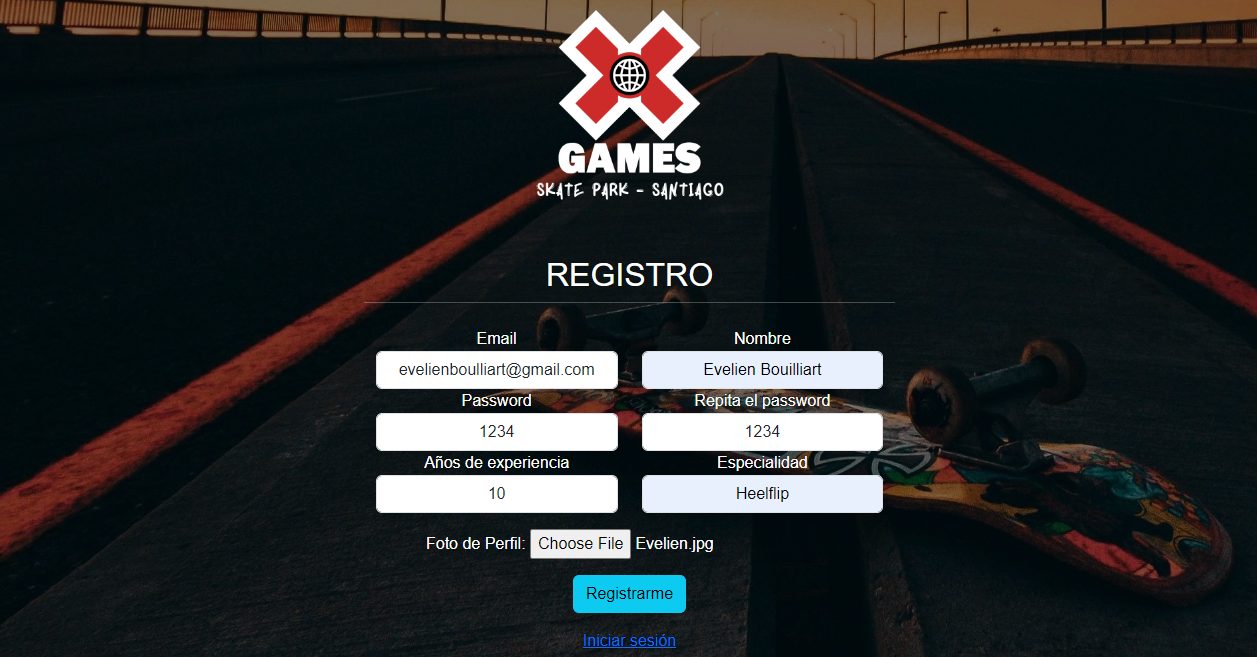 GAMES
SKATE PARK - SANTIAGO
REGISTRO
Email Nombre
evelienboulliart@gmail.com Evelien Bouilliart
Password Repita el password
1234 1234
Años de experiencia Especialidad
10 Heelflip
Foto de Perfil: Choose File Evelien.jpg
Registrarme
Iniciar sesión